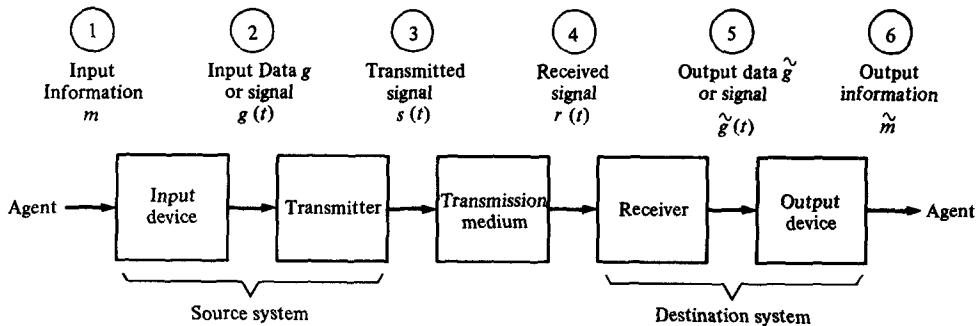 1 2 3 4 5 6
Input Input Data g Transmitted Received Output data g̃ Output
Information or signal signal signal or signal information
m g (t) s (t) r (t) g̃ (t) m̃
Agent Input device Transmitter Transmission medium Receiver Output device Agent
Source system Destination system